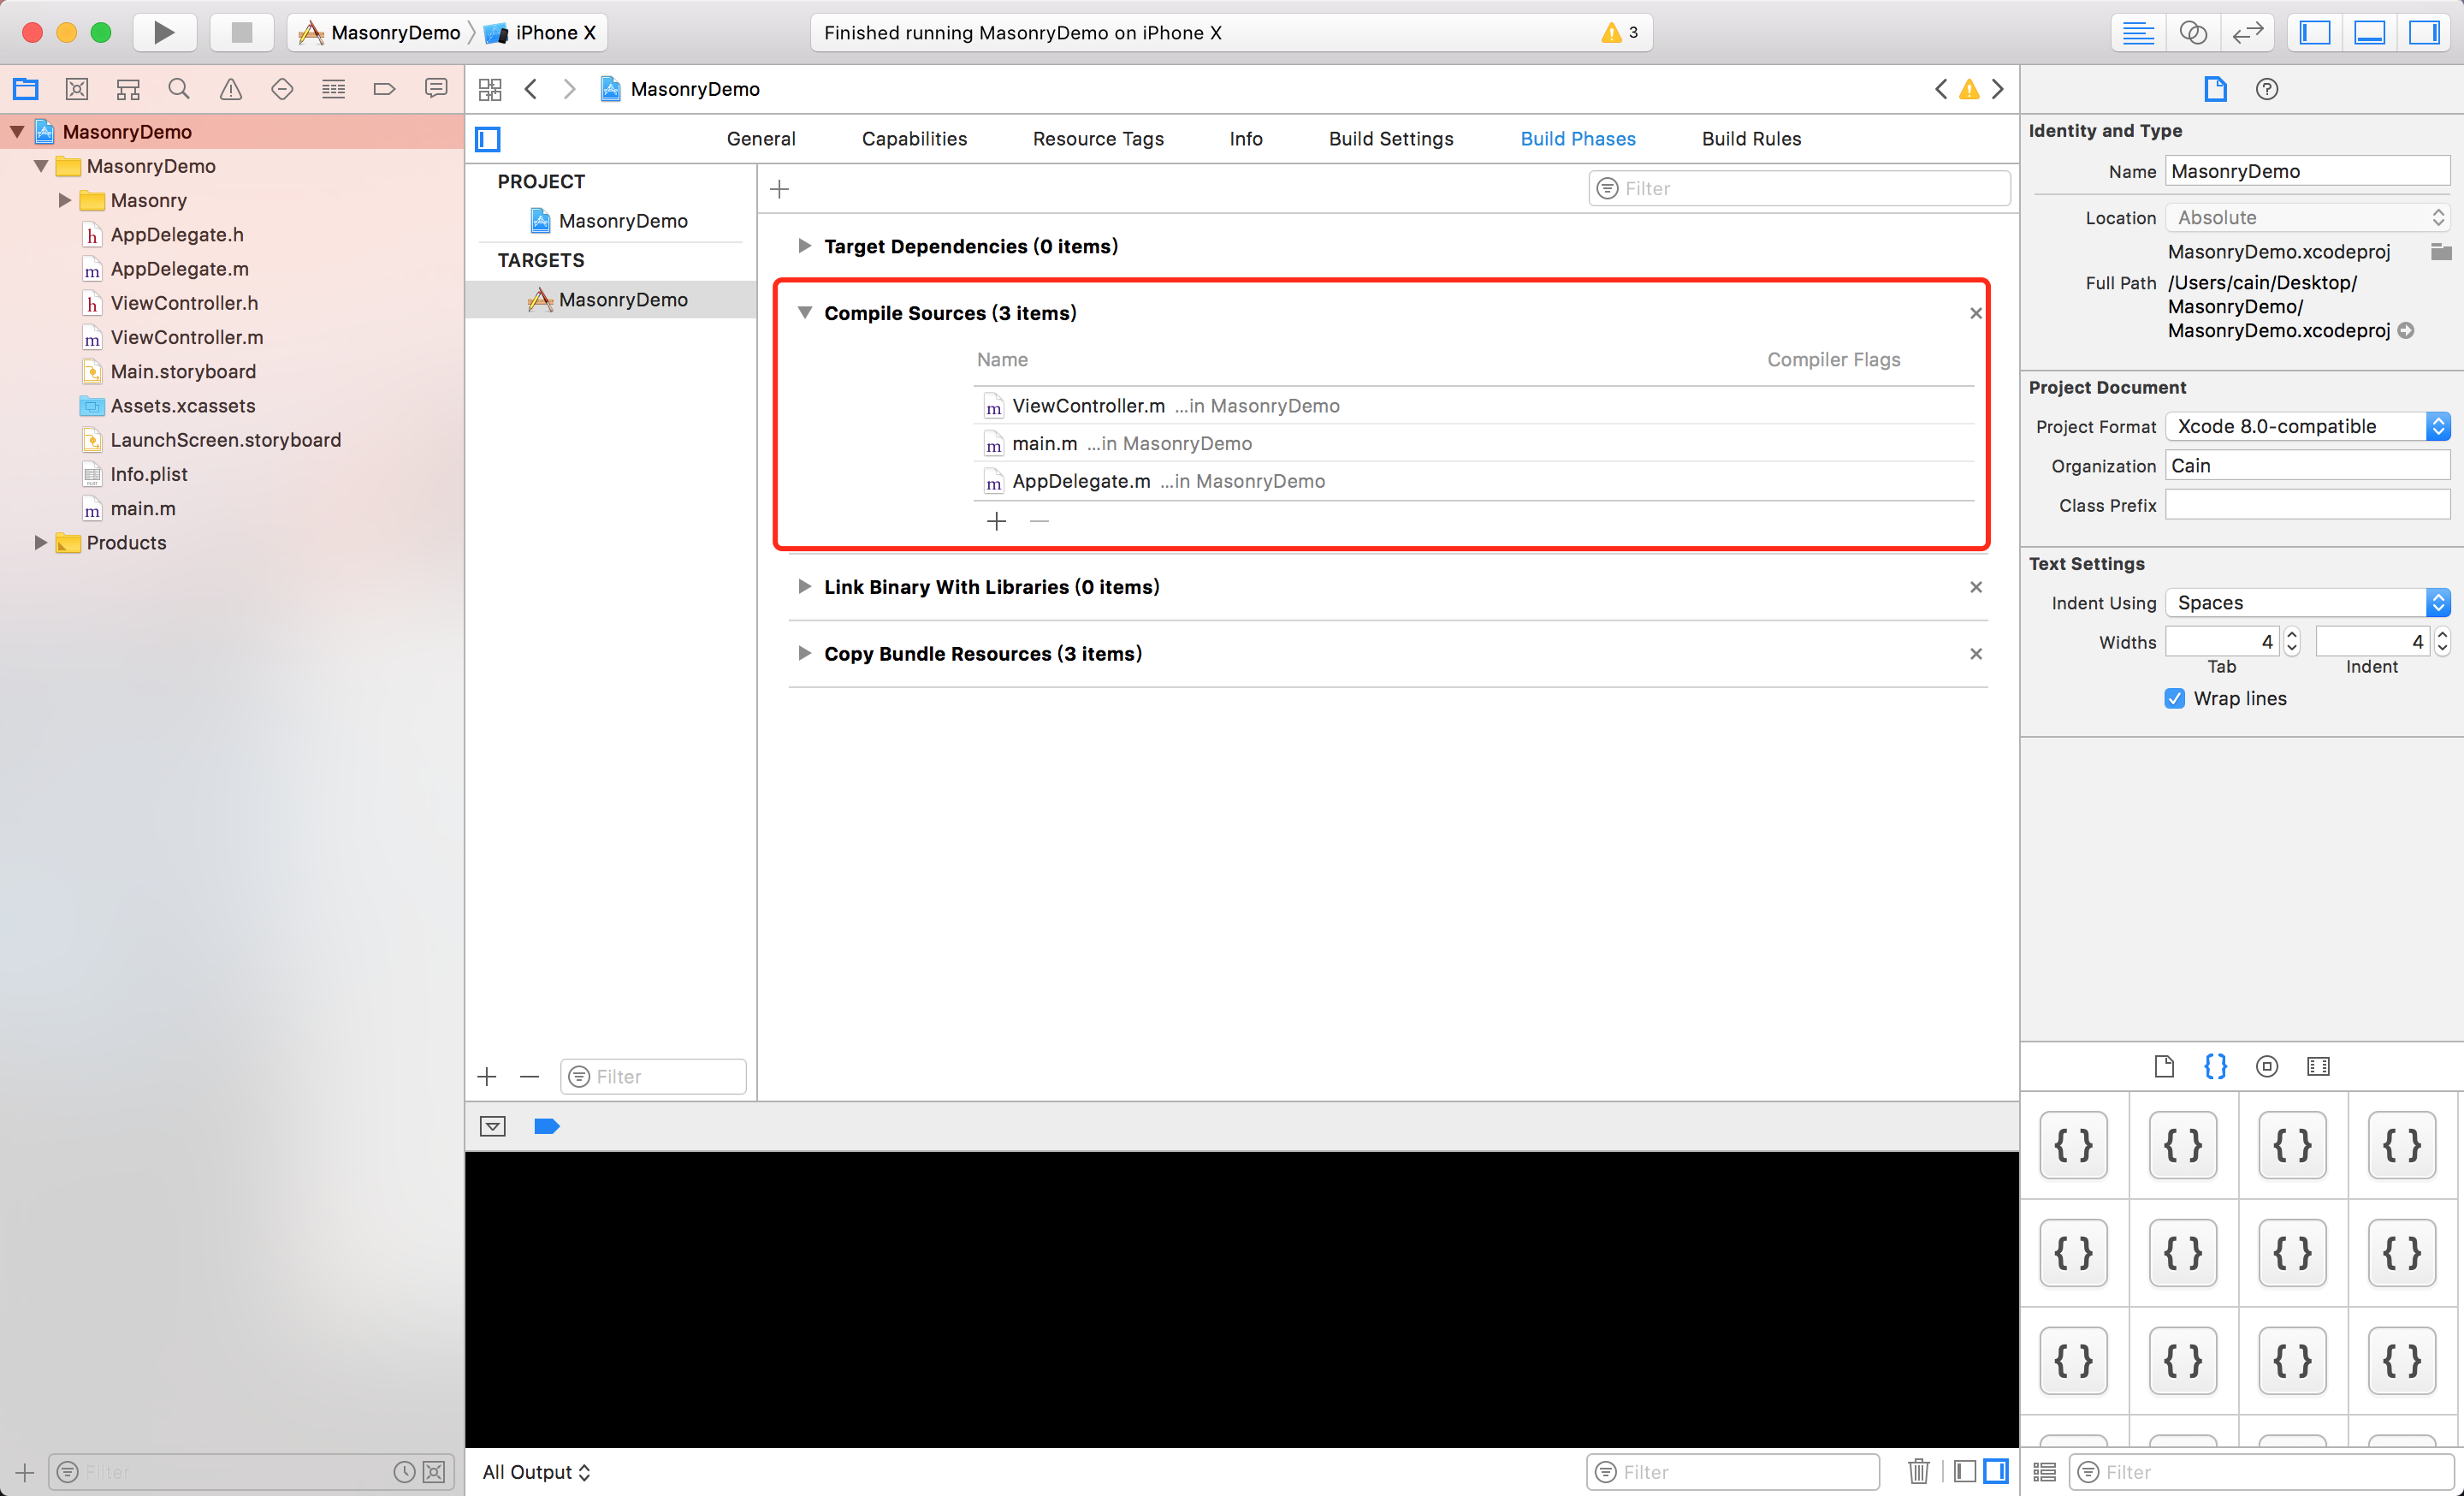 MasonryDemo iPhone X
Finished running MasonryDemo on iPhone X
3
MasonryDemo
MasonryDemo
Masonry
AppDelegate.h
AppDelegate.m
ViewController.h
ViewController.m
Main.storyboard
Assets.xcassets
LaunchScreen.storyboard
Info.plist
main.m
Products
Filter
MasonryDemo
General Capabilities Resource Tags Info Build Settings Build Phases Build Rules
PROJECT
MasonryDemo
TARGETS
MasonryDemo
Filter
Filter
Target Dependencies (0 items)
Compile Sources (3 items)
Name Compiler Flags
ViewController.m ...in MasonryDemo
main.m ...in MasonryDemo
AppDelegate.m ...in MasonryDemo
Link Binary With Libraries (0 items)
Copy Bundle Resources (3 items)
All Output
Filter
Identity and Type
Name MasonryDemo
Location Absolute
MasonryDemo.xcodeproj
Full Path /Users/cain/Desktop/
MasonryDemo/
MasonryDemo.xcodeproj
Project Document
Project Format Xcode 8.0-compatible
Organization Cain
Class Prefix
Text Settings
Indent Using Spaces
Widths 4 4
Tab Indent
Wrap lines
{ } { } { } { }
{ } { } { } { }
{ } { } { } { }
Filter